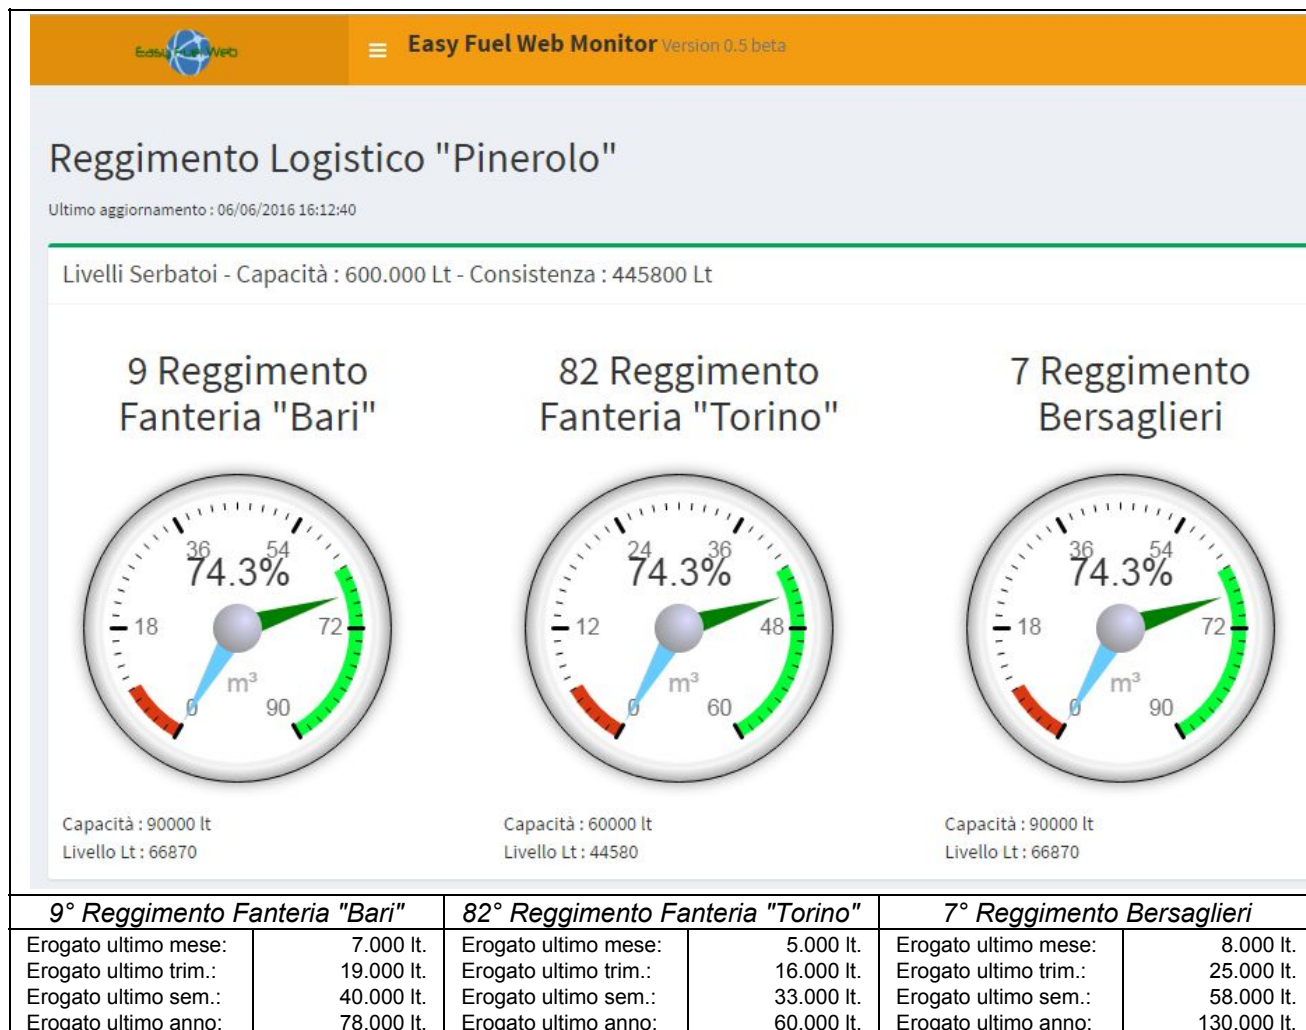 Easy Fuel Web
Easy Fuel Web Monitor Version 0.5 beta
Reggimento Logistico "Pinerolo"
Ultimo aggiornamento : 06/06/2016 16:12:40
Livelli Serbatoi - Capacità : 600.000 Lt - Consistenza : 445800 Lt
9 Reggimento
Fanteria "Bari"
36 54
74.3%
18 72
m³
0 90
Capacità : 90000 lt
Livello Lt : 66870
82 Reggimento
Fanteria "Torino"
24 36
74.3%
12 48
m³
0 60
Capacità : 60000 lt
Livello Lt : 44580
7 Reggimento
Bersaglieri
36 54
74.3%
18 72
m³
0 90
Capacità : 90000 lt
Livello Lt : 66870
9° Reggimento Fanteria "Bari" 82° Reggimento Fanteria "Torino" 7° Reggimento Bersaglieri
Erogato ultimo mese: 7.000 lt. Erogato ultimo mese: 5.000 lt. Erogato ultimo mese: 8.000 lt.
Erogato ultimo trim.: 19.000 lt. Erogato ultimo trim.: 16.000 lt. Erogato ultimo trim.: 25.000 lt.
Erogato ultimo sem.: 40.000 lt. Erogato ultimo sem.: 33.000 lt. Erogato ultimo sem.: 58.000 lt.
Erogato ultimo anno: 78.000 lt. Erogato ultimo anno: 60.000 lt. Erogato ultimo anno: 130.000 lt.